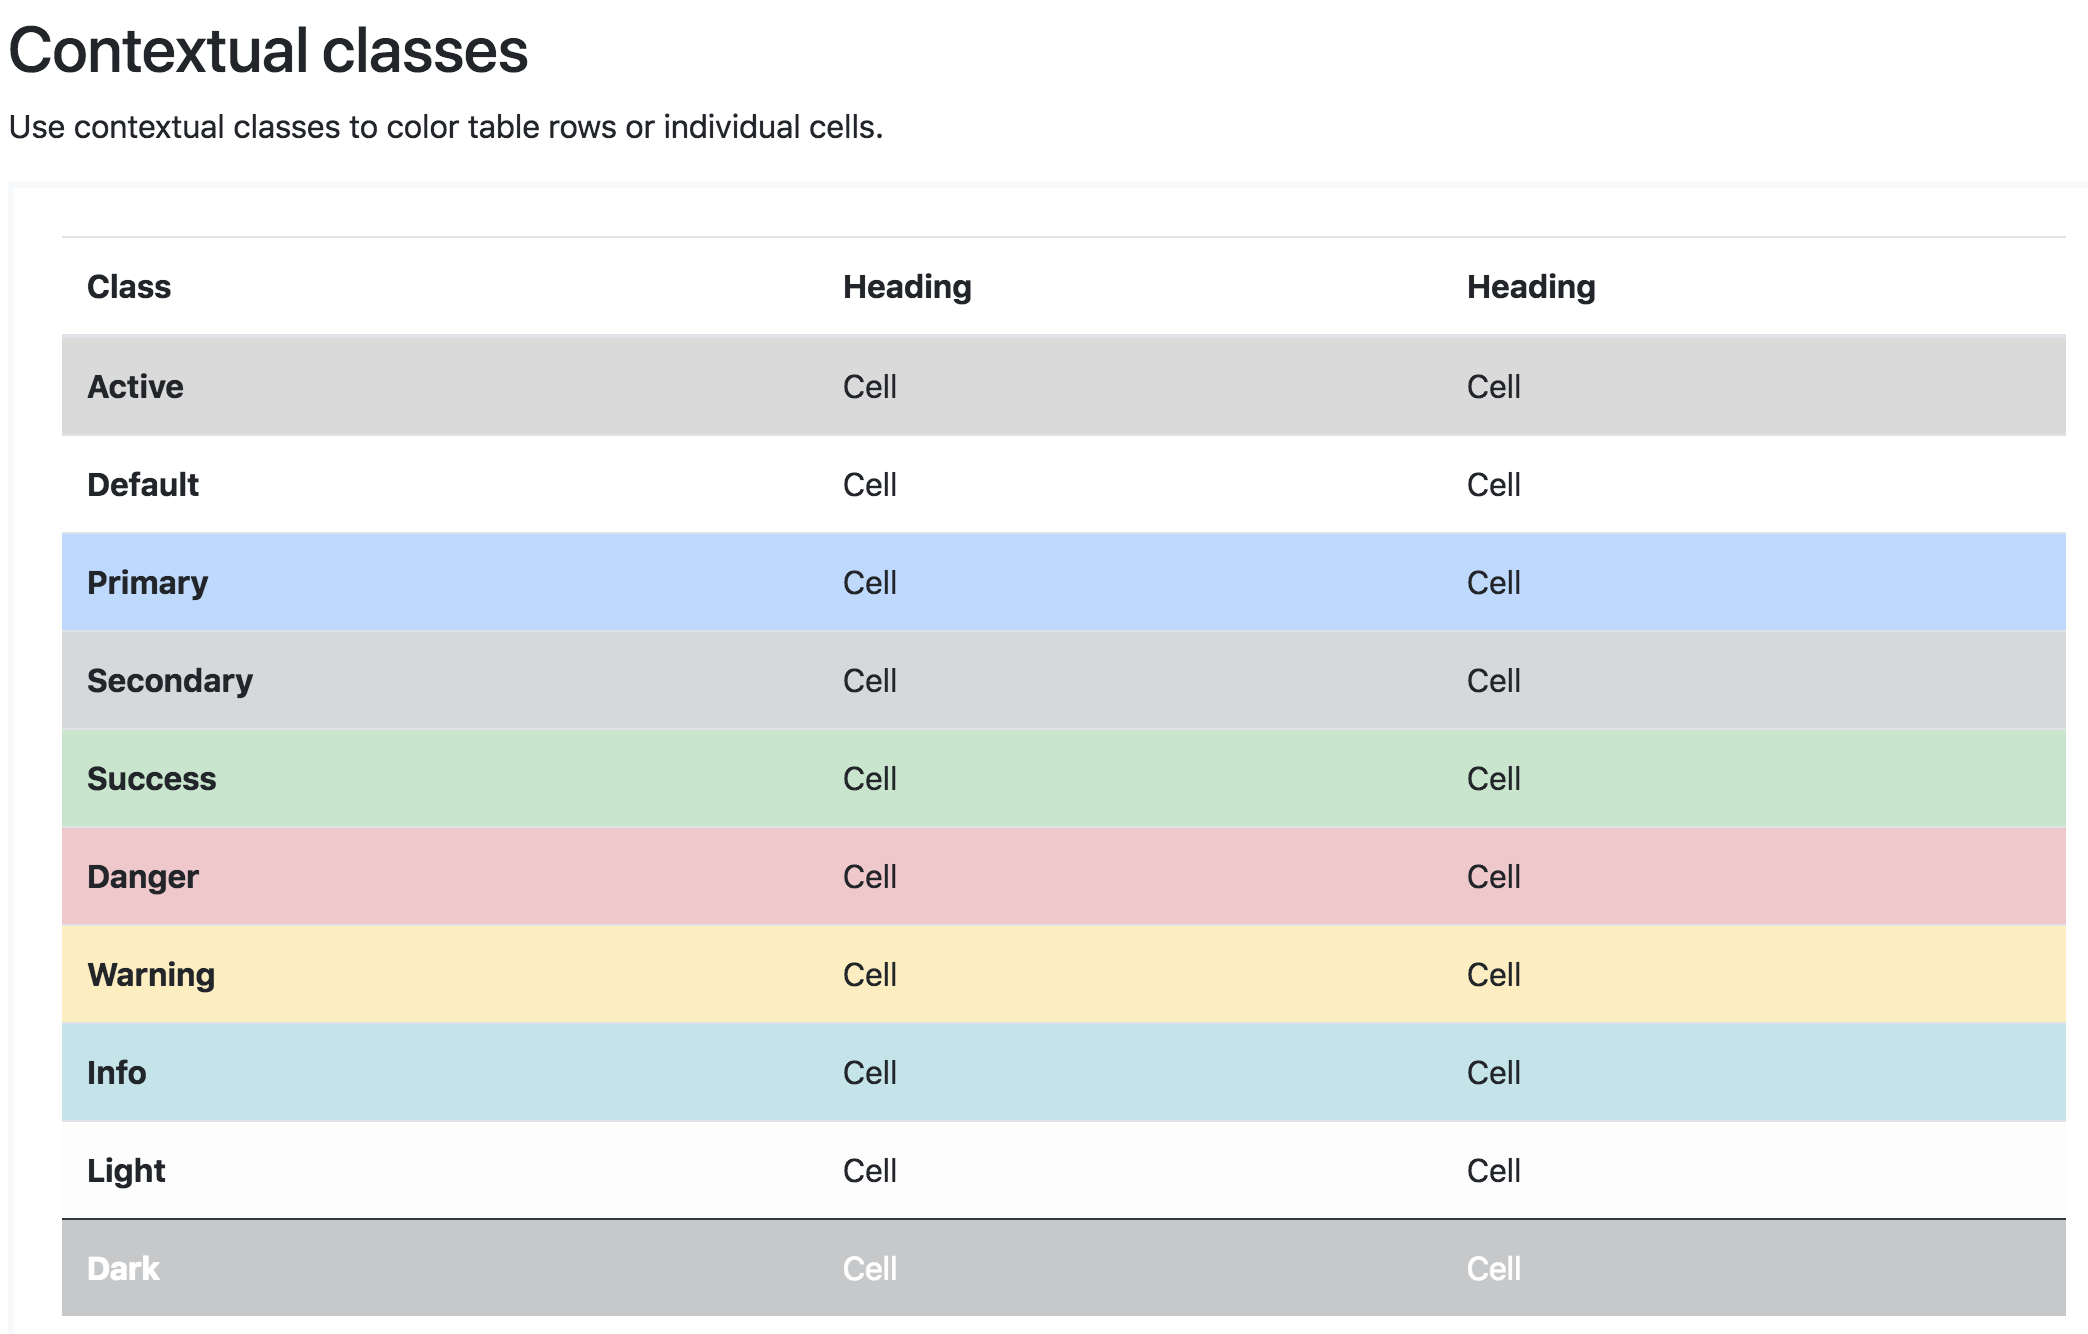 Contextual classes
Use contextual classes to color table rows or individual cells.
Class Heading Heading
Active Cell Cell
Default Cell Cell
Primary Cell Cell
Secondary Cell Cell
Success Cell Cell
Danger Cell Cell
Warning Cell Cell
Info Cell Cell
Light Cell Cell
Dark Cell Cell